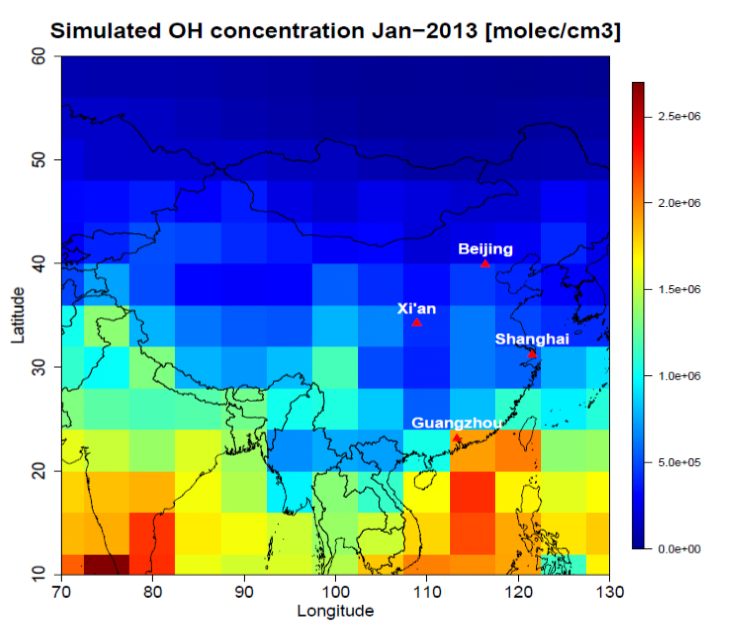 Simulated OH concentration Jan−2013 [molec/cm3]
60
50
40
30
20
10
Latitude
Beijing
Xi'an
Shanghai
Guangzhou
70
80
90
100
110
120
130
Longitude
2.5e+06
2.0e+06
1.5e+06
1.0e+06
5.0e+05
0.0e+00